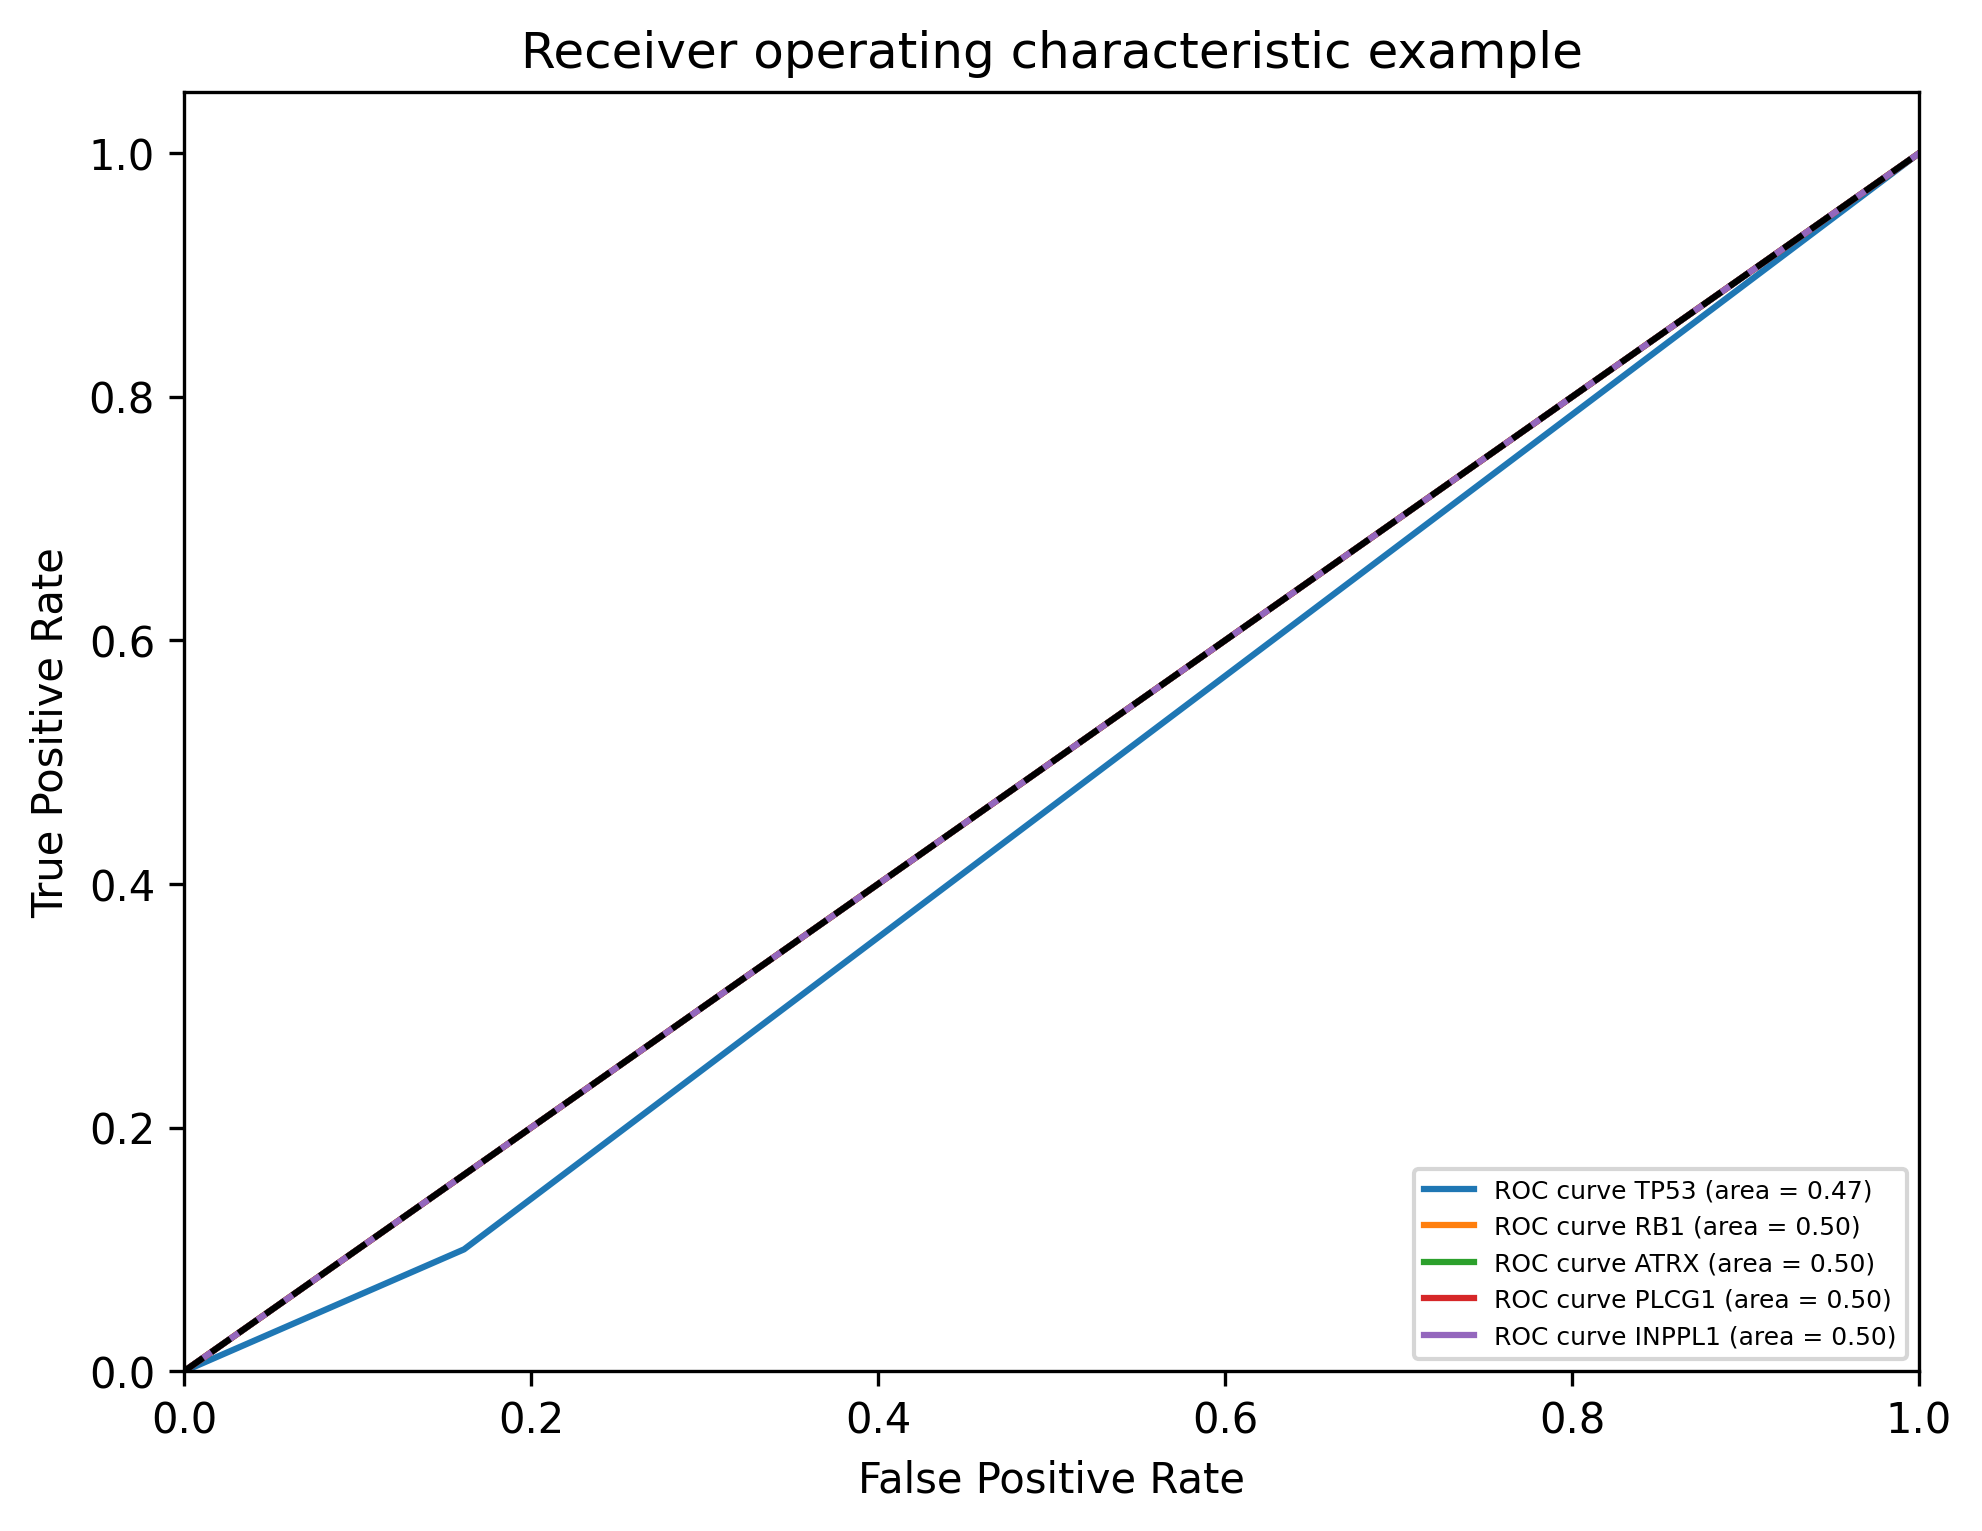 Receiver operating characteristic example
True Positive Rate
1.0
0.8
0.6
0.4
0.2
0.0
ROC curve TP53 (area = 0.47)
ROC curve RB1 (area = 0.50)
ROC curve ATRX (area = 0.50)
ROC curve PLCG1 (area = 0.50)
ROC curve INPPL1 (area = 0.50)
0.0 0.2 0.4 0.6 0.8 1.0
False Positive Rate